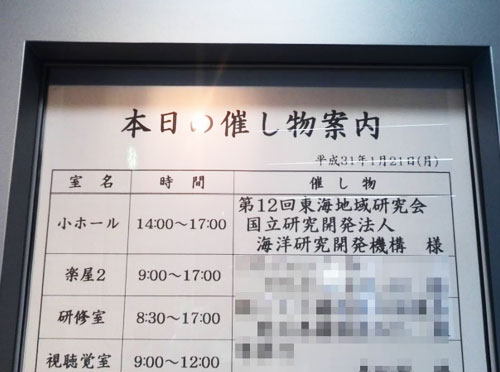 本日の催し物案内
平成31年1月21日(月)
室 名 時 間 催 し 物
小ホール 14:00〜17:00 第12回東海地域研究会
国立研究開発法人
海洋研究開発機構 様
楽屋2 9:00〜17:00
研修室 8:30〜17:00
視聴覚室 9:00〜12:00